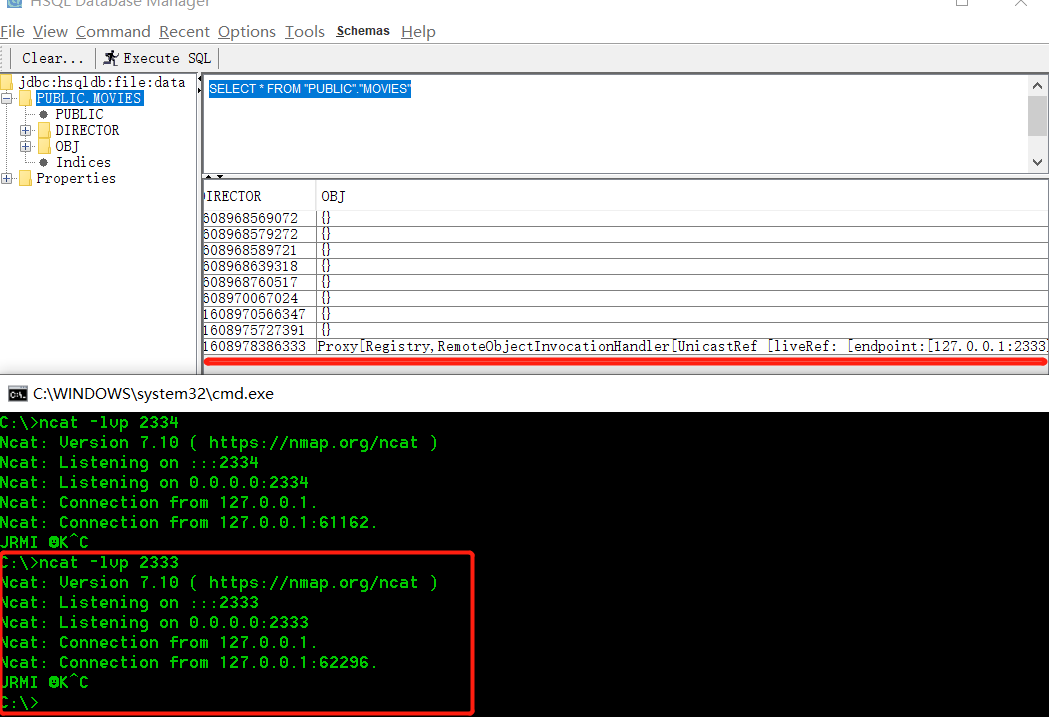 HSQL Database Manager
File View Command Recent Options Tools Schemas Help
Clear... Execute SQL
jdbc:hsqldb:file:data
PUBLIC.MOVIES
PUBLIC
DIRECTOR
OBJ
Indices
Properties
SELECT * FROM "PUBLIC"."MOVIES"
DIRECTOR OBJ
608968569072 {}
608968579272 {}
608968589721 {}
608968639318 {}
608968760517 {}
608970067024 {}
1608970566347 {}
1608975727391 {}
1608978386333 Proxy[Registry,RemoteObjectInvocationHandler[UnicastRef [liveRef: [endpoint:[127.0.0.1:2333]
C:\WINDOWS\system32\cmd.exe
C:\>ncat -lvp 2334
Ncat: Version 7.10 ( https://nmap.org/ncat )
Ncat: Listening on :::2334
Ncat: Listening on 0.0.0.0:2334
Ncat: Connection from 127.0.0.1.
Ncat: Connection from 127.0.0.1:61162.
JRMI ☻K^C
C:\>ncat -lvp 2333
Ncat: Version 7.10 ( https://nmap.org/ncat )
Ncat: Listening on :::2333
Ncat: Listening on 0.0.0.0:2333
Ncat: Connection from 127.0.0.1.
Ncat: Connection from 127.0.0.1:62296.
JRMI ☻K^C
C:\>